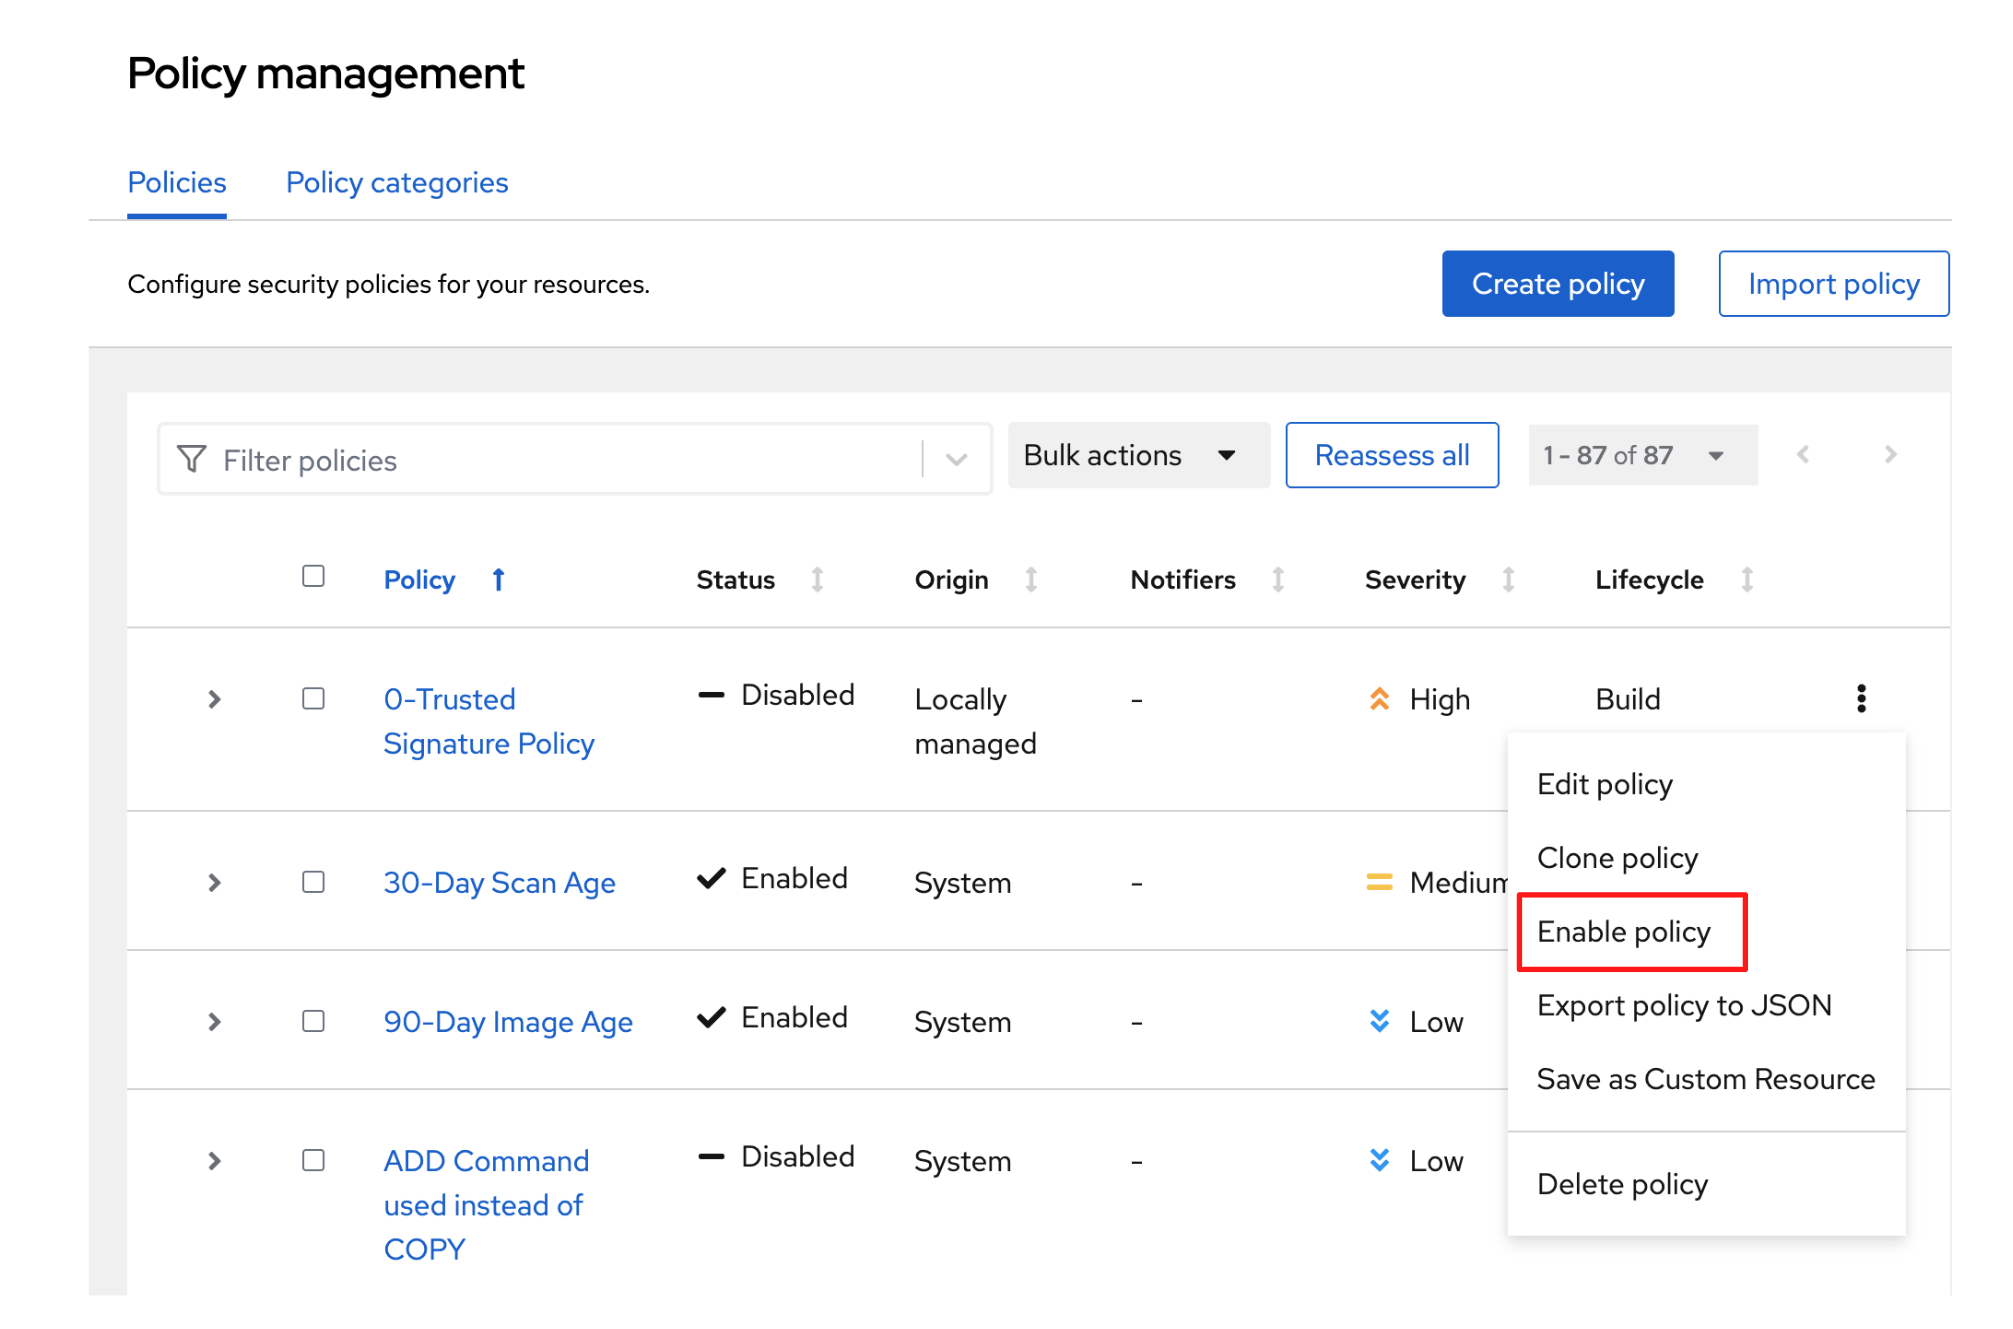 Policy management
Policies Policy categories
Configure security policies for your resources. Create policy Import policy
Filter policies Bulk actions Reassess all 1 - 87 of 87
Policy Status Origin Notifiers Severity Lifecycle
0-Trusted Disabled Locally - High Build
Signature Policy managed
Edit policy
Clone policy
30-Day Scan Age Enabled System - Medium
Enable policy
Export policy to JSON
90-Day Image Age Enabled System - Low
Save as Custom Resource
ADD Command Disabled System - Low
used instead of
COPY
Delete policy